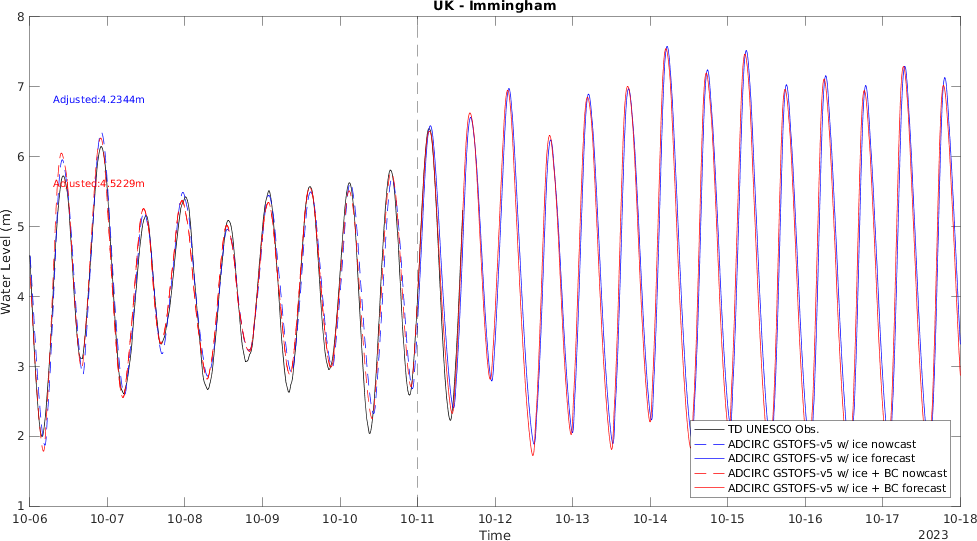 UK - Immingham
8
7
6
5
4
3
2
1
Water Level (m)
Adjusted:4.2344m
Adjusted:4.5229m
TD UNESCO Obs.
ADCIRC GSTOFS-v5 w/ ice nowcast
ADCIRC GSTOFS-v5 w/ ice forecast
ADCIRC GSTOFS-v5 w/ ice + BC nowcast
ADCIRC GSTOFS-v5 w/ ice + BC forecast
10-06 10-07 10-08 10-09 10-10 10-11 10-12 10-13 10-14 10-15 10-16 10-17 10-18
Time
2023